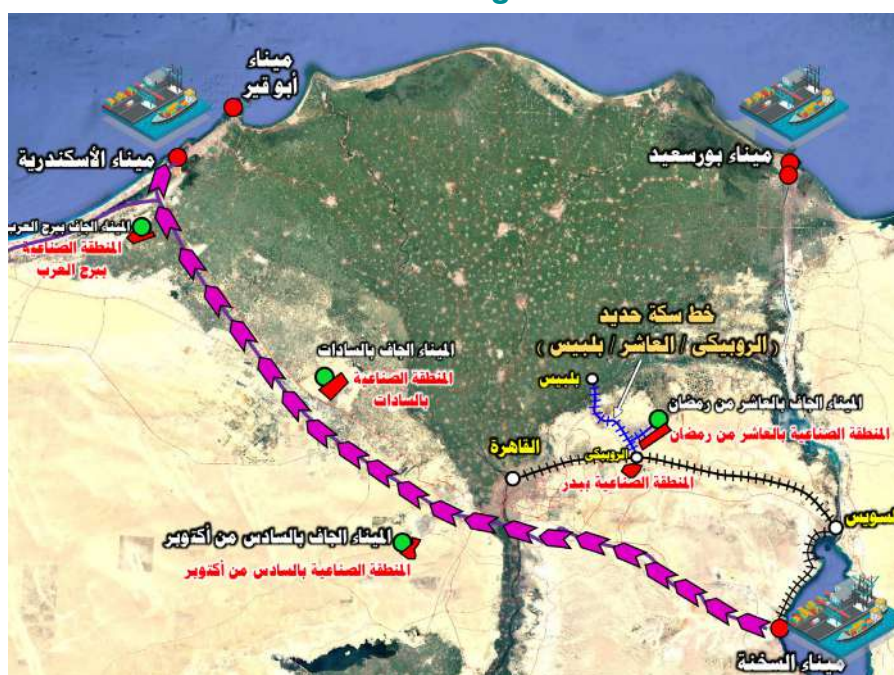 ميناء
أبو قير
ميناء الأسكندرية
ميناء بورسعيد
الميناء الجاف ببرج العرب
المنطقة الصناعية
ببرج العرب
خط سكة حديد
( الروبيكى / العاشر / بلبيس )
الميناء الجاف بالسادات
المنطقة الصناعية
بالسادات
بلبيس
الميناء الجاف بالعاشر من رمضان
المنطقة الصناعية بالعاشر من رمضان
القاهرة
الروبيكى
المنطقة الصناعية ببدر
السويس
الميناء الجاف بالسادس من أكتوبر
المنطقة الصناعية بالسادس من أكتوبر
ميناء السخنة